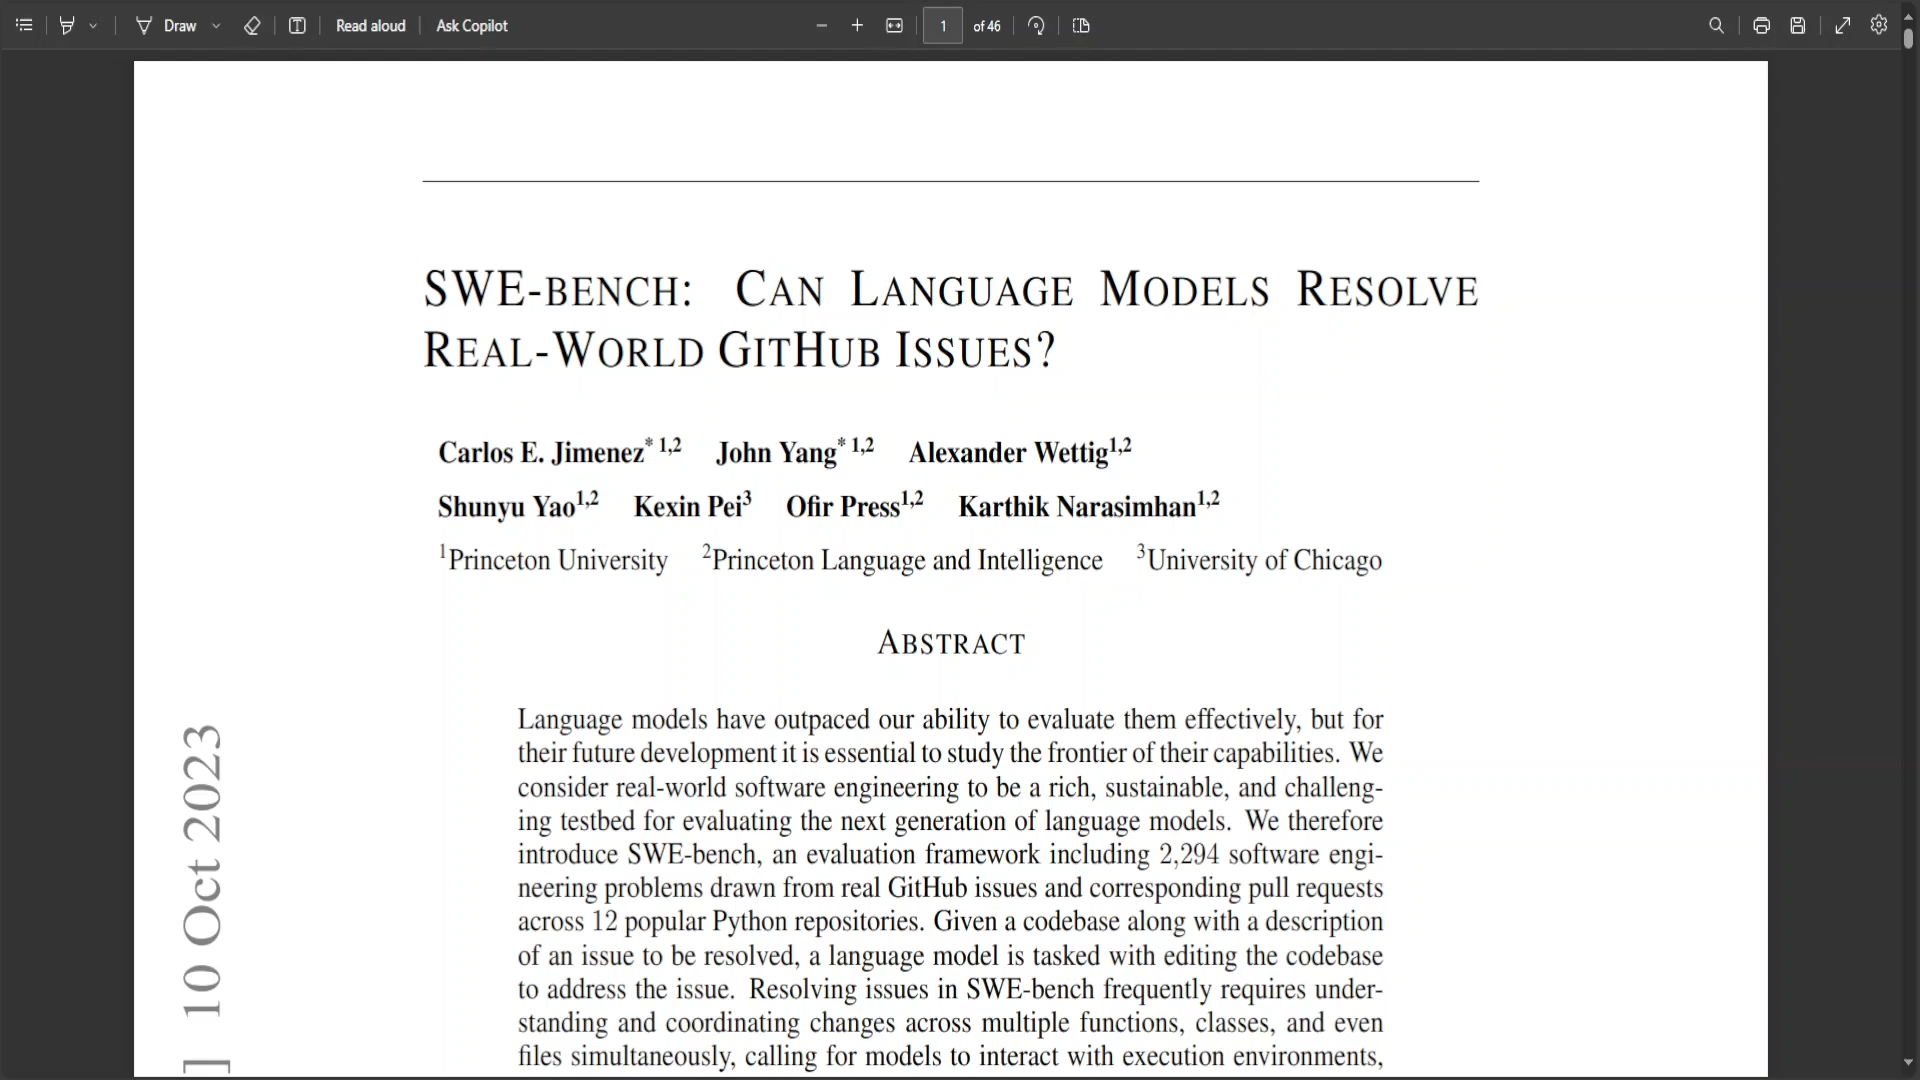 Draw
Read aloud
Ask Copilot
1 of 46
SWE-BENCH: CAN LANGUAGE MODELS RESOLVE
REAL-WORLD GITHUB ISSUES?
Carlos E. Jimenez* 1,2 John Yang* 1,2 Alexander Wettig1,2
Shunyu Yao1,2 Kexin Pei3 Ofir Press1,2 Karthik Narasimhan1,2
1Princeton University 2Princeton Language and Intelligence 3University of Chicago
ABSTRACT
Language models have outpaced our ability to evaluate them effectively, but for
their future development it is essential to study the frontier of their capabilities. We
consider real-world software engineering to be a rich, sustainable, and challeng-
ing testbed for evaluating the next generation of language models. We therefore
introduce SWE-bench, an evaluation framework including 2,294 software engi-
neering problems drawn from real GitHub issues and corresponding pull requests
across 12 popular Python repositories. Given a codebase along with a description
of an issue to be resolved, a language model is tasked with editing the codebase
to address the issue. Resolving issues in SWE-bench frequently requires under-
standing and coordinating changes across multiple functions, classes, and even
files simultaneously, calling for models to interact with execution environments,
] 10 Oct 2023